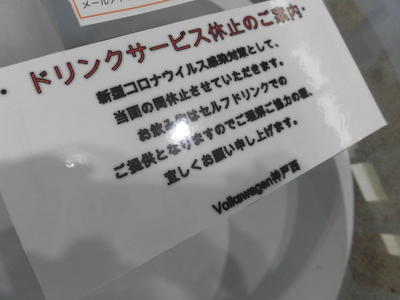 メールアド
・ドリンクサービス休止のご案内・
新型コロナウイルス感染対策として、
当面の間休止させていただきます。
お飲み物はセルフドリンクでの
ご提供となりますのでご理解ご協力の程、
宜しくお願い申し上げます。
Volkswagen神戸西